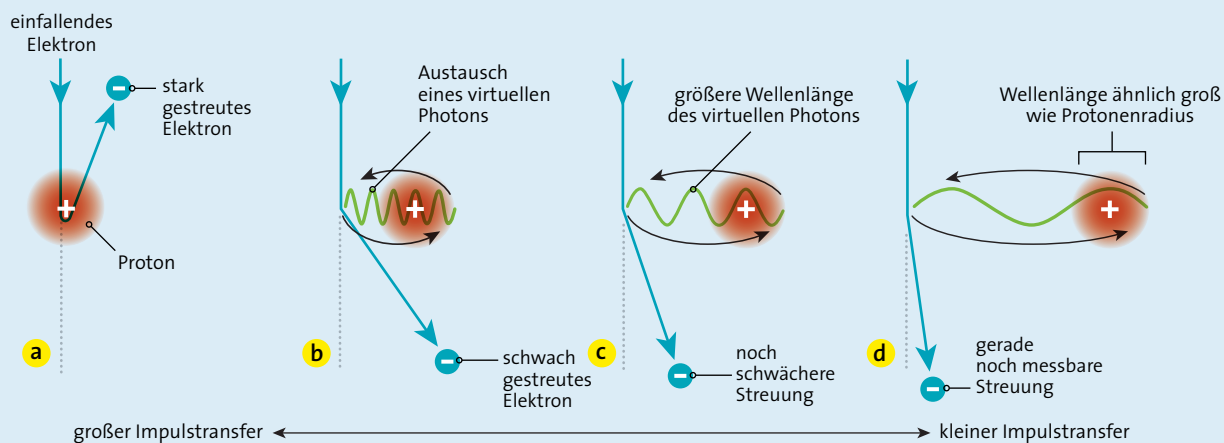 einfallendes
Elektron
stark
gestreutes
Elektron
+
Proton
a
Austausch
eines virtuellen
Photons
+
b
schwach
gestreutes
Elektron
größere Wellenlänge
des virtuellen Photons
+
c
noch
schwächere
Streuung
Wellenlänge ähnlich groß
wie Protonenradius
+
d
gerade
noch messbare
Streuung
großer Impulstransfer
kleiner Impulstransfer